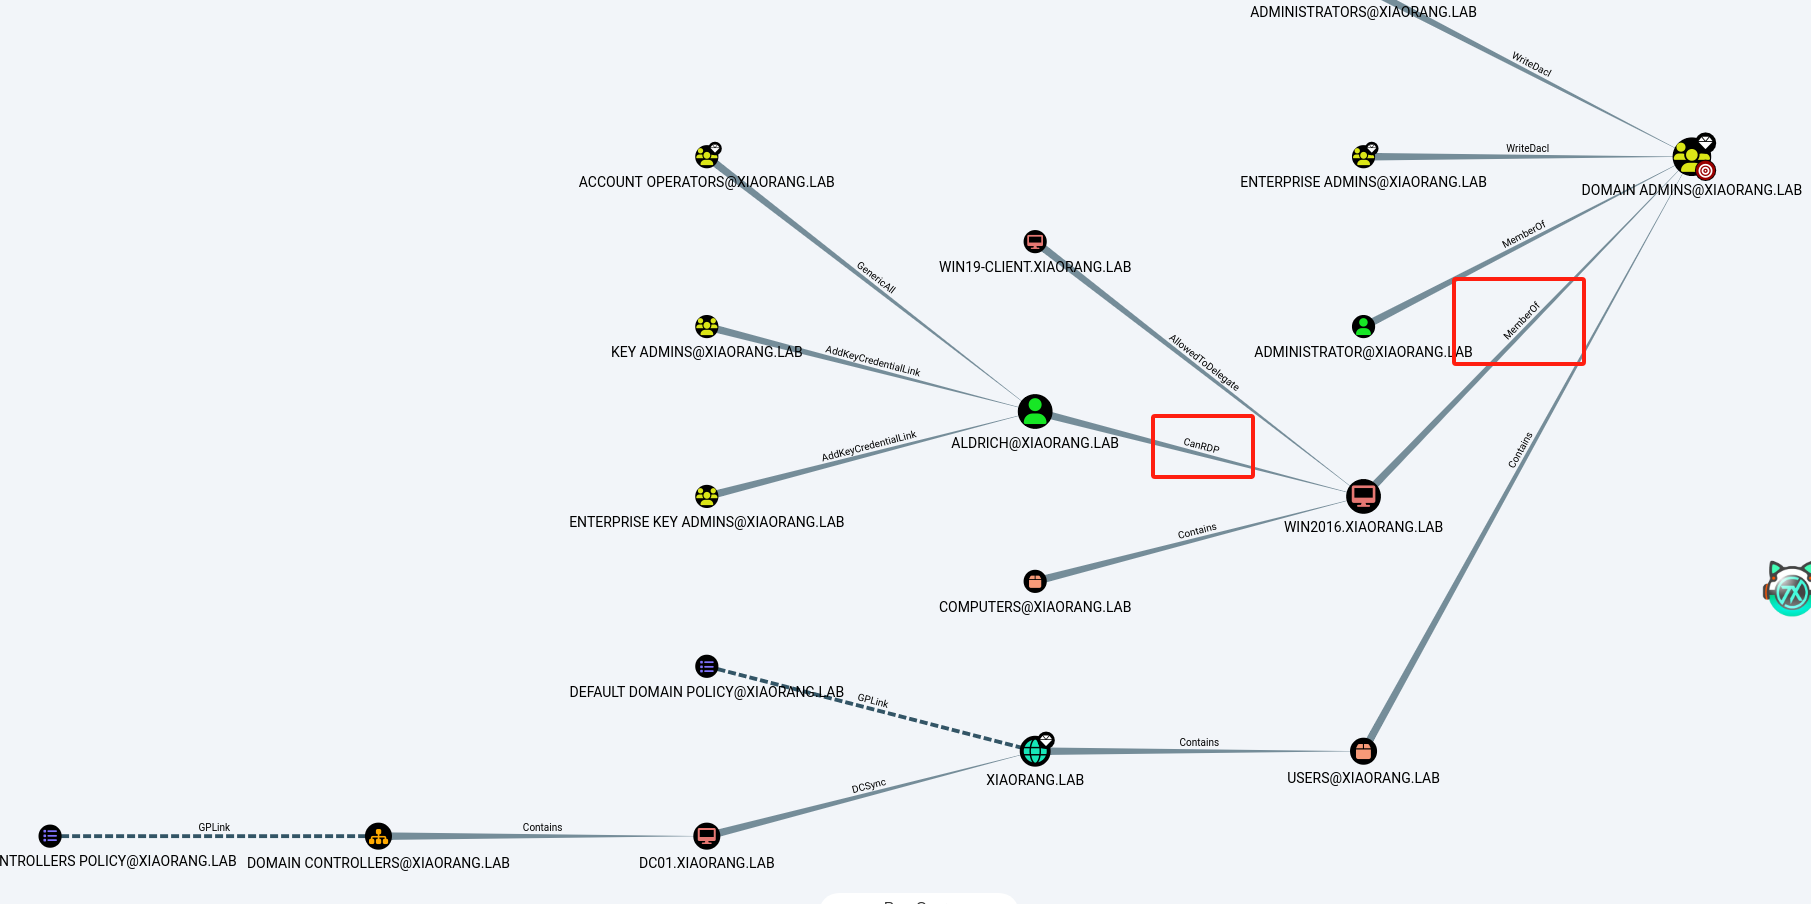 ADMINISTRATORS@XIAORANG.LAB
WriteDacl
WriteDacl
ACCOUNT OPERATORS@XIAORANG.LAB
ENTERPRISE ADMINS@XIAORANG.LAB
DOMAIN ADMINS@XIAORANG.LAB
MemberOf
WIN19-CLIENT.XIAORANG.LAB
GenericAll
MemberOf
KEY ADMINS@XIAORANG.LAB
AddKeyCredentialLink
AllowedToDelegate
ADMINISTRATOR@XIAORANG.LAB
ALDRICH@XIAORANG.LAB
CanRDP
AddKeyCredentialLink
Contains
ENTERPRISE KEY ADMINS@XIAORANG.LAB
Contains
WIN2016.XIAORANG.LAB
7X
COMPUTERS@XIAORANG.LAB
DEFAULT DOMAIN POLICY@XIAORANG.LAB
GPLink
Contains
XIAORANG.LAB
USERS@XIAORANG.LAB
DCSync
GPLink
Contains
NTROLLERS POLICY@XIAORANG.LAB
DOMAIN CONTROLLERS@XIAORANG.LAB
DC01.XIAORANG.LAB